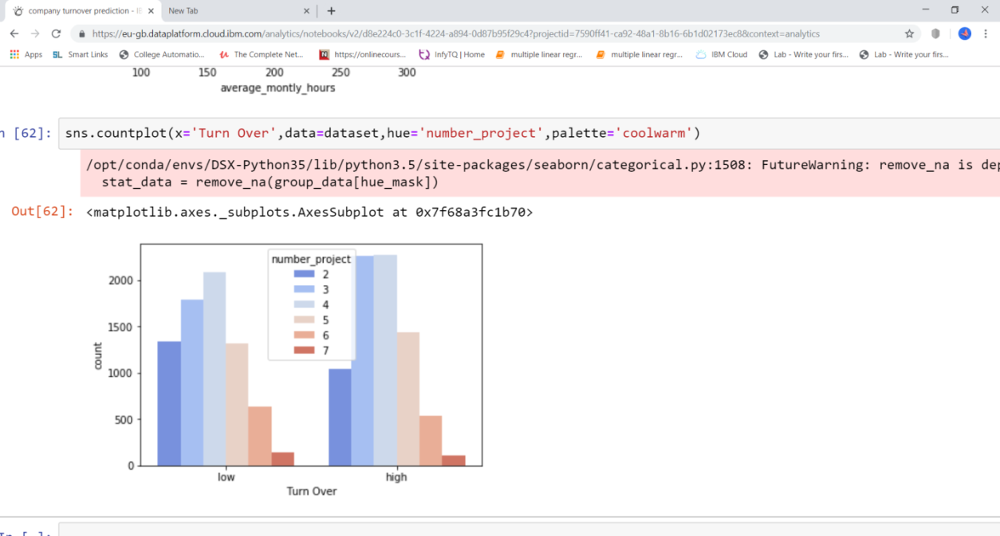 company turnover prediction - IB
New Tab
https://eu-gb.dataplatform.cloud.ibm.com/analytics/notebooks/v2/d8e224c0-3c1f-4224-a894-0d87b95f29c4?projectid=7590ff41-ca92-48a1-8b16-6b1d02173ec8&context=analytics
Apps SL Smart Links College Automatio... The Complete Net... https://onlinecours... InfyTQ | Home multiple linear regr... multiple linear regr... IBM Cloud Lab - Write your firs... Lab - Write your firs...
100 150 200 250 300
average_montly_hours
n [62]: sns.countplot(x='Turn Over',data=dataset,hue='number_project',palette='coolwarm')
/opt/conda/envs/DSX-Python35/lib/python3.5/site-packages/seaborn/categorical.py:1508: FutureWarning: remove_na is dep
stat_data = remove_na(group_data[hue_mask])
Out[62]: <matplotlib.axes._subplots.AxesSubplot at 0x7f68a3fc1b70>
number_project
2
3
4
5
6
7
2000
1500
1000
500
0
count
low high
Turn Over
In [ ]: